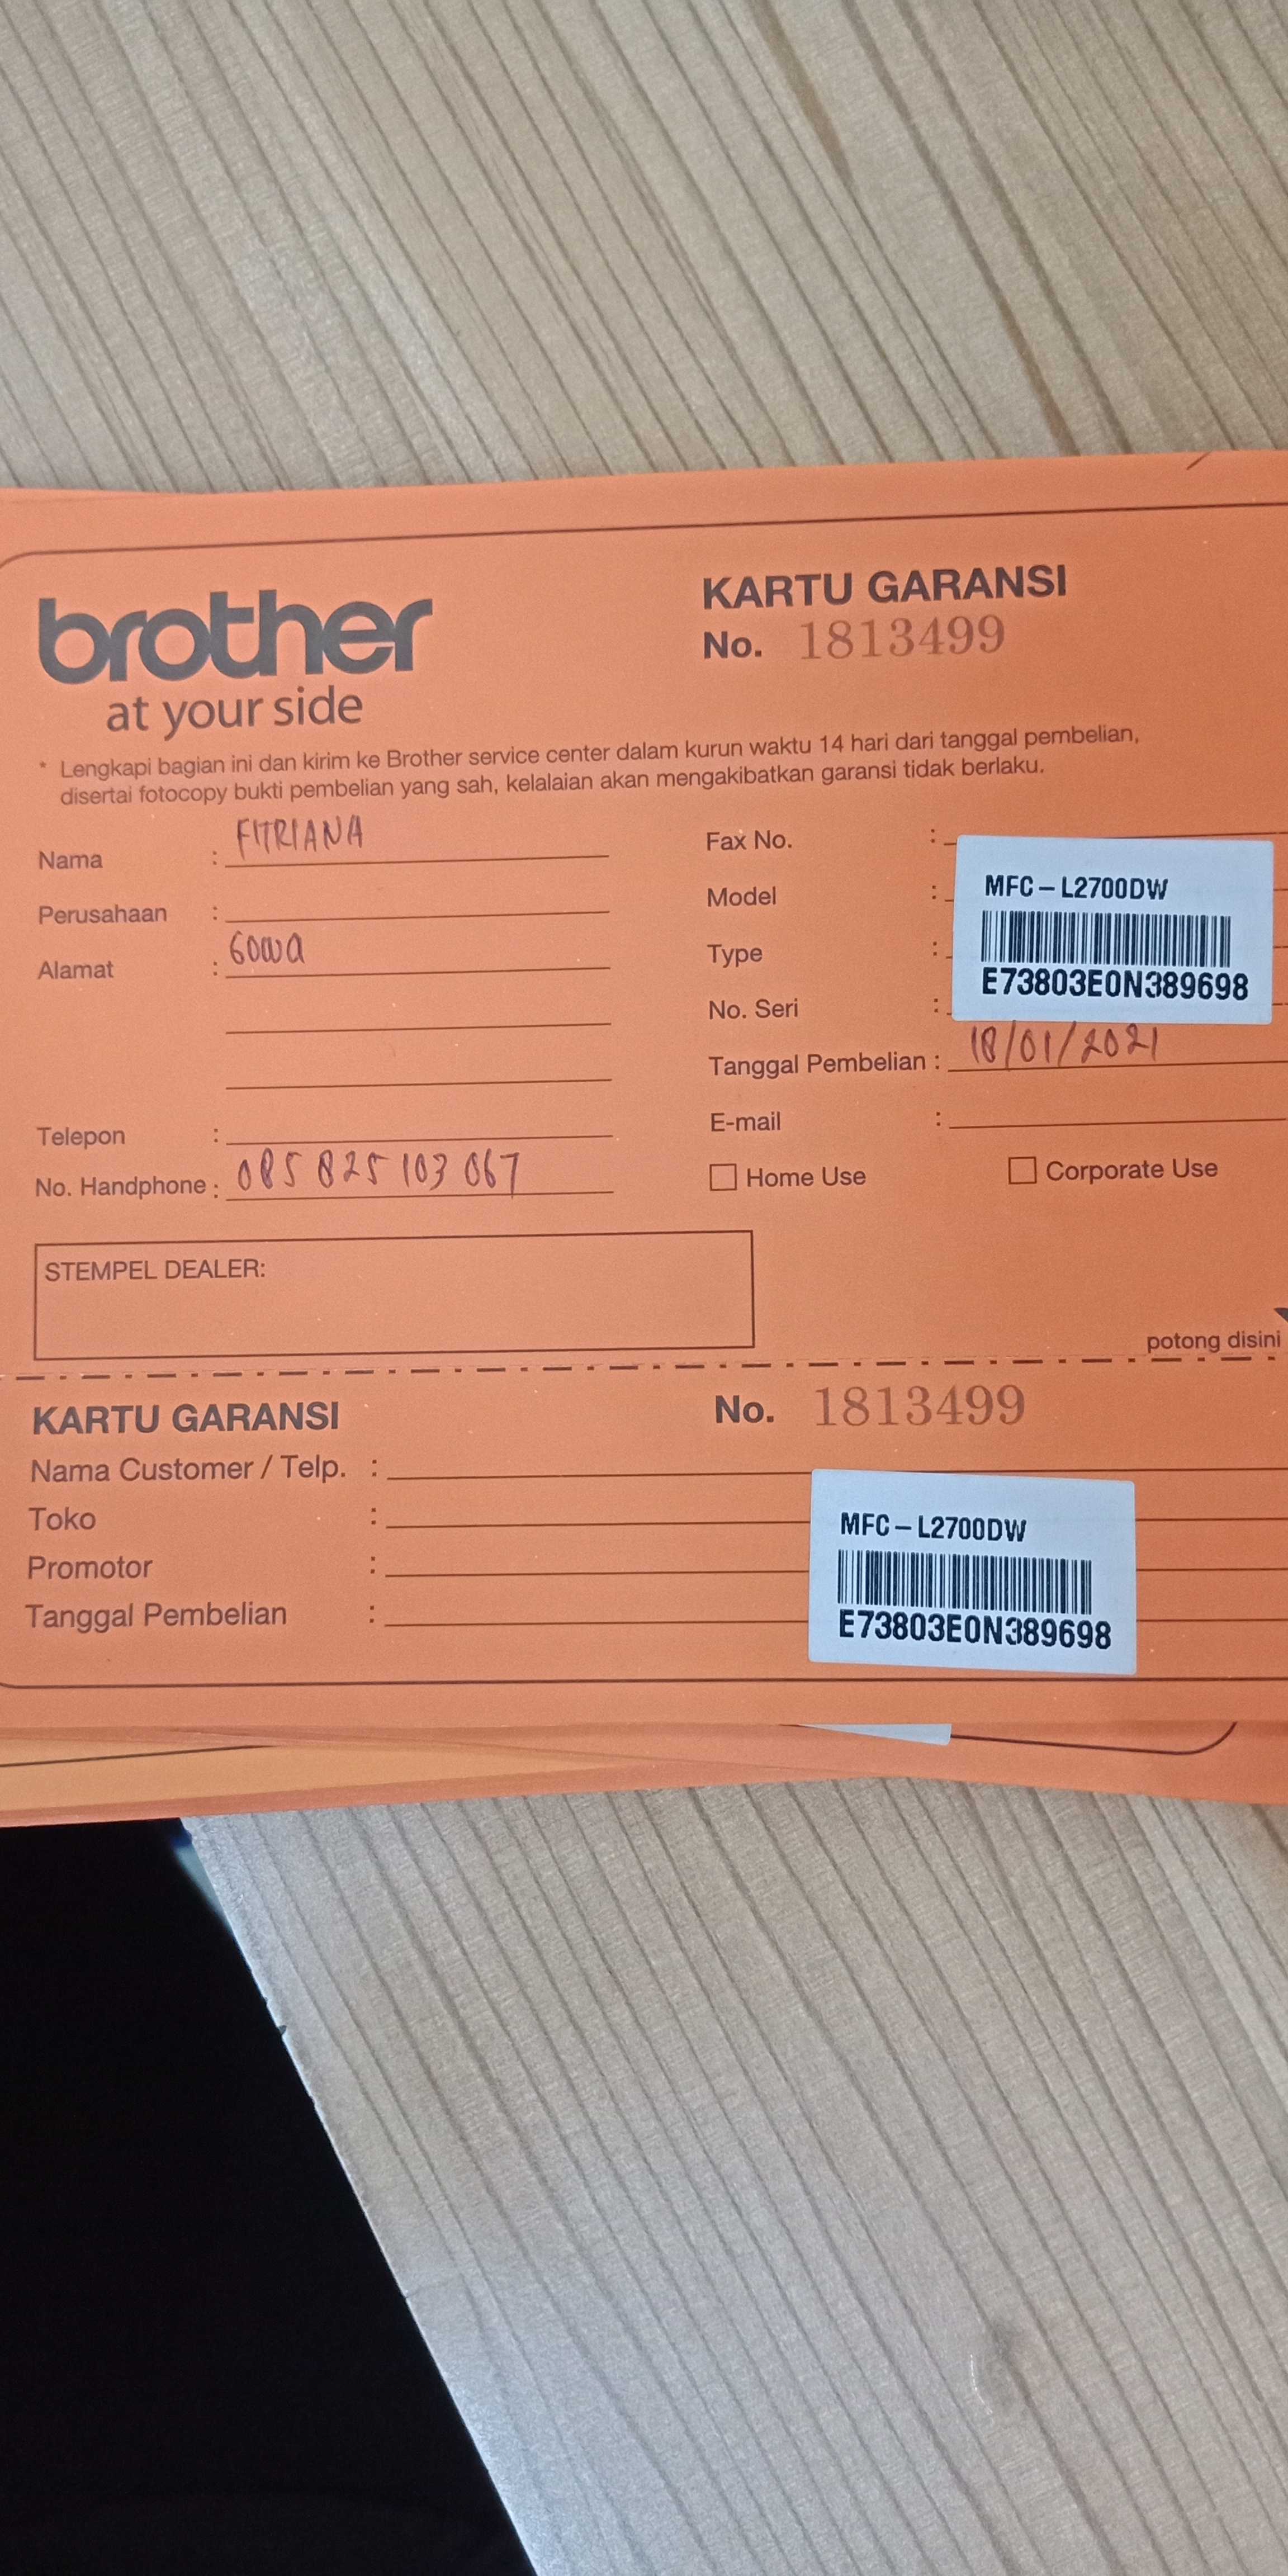 brother
at your side
KARTU GARANSI
No. 1813499
* Lengkapi bagian ini dan kirim ke Brother service center dalam kurun waktu 14 hari dari tanggal pembelian,
disertai fotocopy bukti pembelian yang sah, kelalaian akan mengakibatkan garansi tidak berlaku.
Nama : FITRIANA
Perusahaan :
Alamat : Gowa
Telepon :
No. Handphone : 085 825 103 067
Fax No. :
Model :
Type :
No. Seri :
MFC-L2700DW
E73803E0N389698
Tanggal Pembelian : 18/01/2021
E-mail :
Home Use Corporate Use
STEMPEL DEALER:
potong disini
KARTU GARANSI No. 1813499
Nama Customer / Telp. :
Toko :
Promotor :
Tanggal Pembelian :
MFC-L2700DW
E73803E0N389698